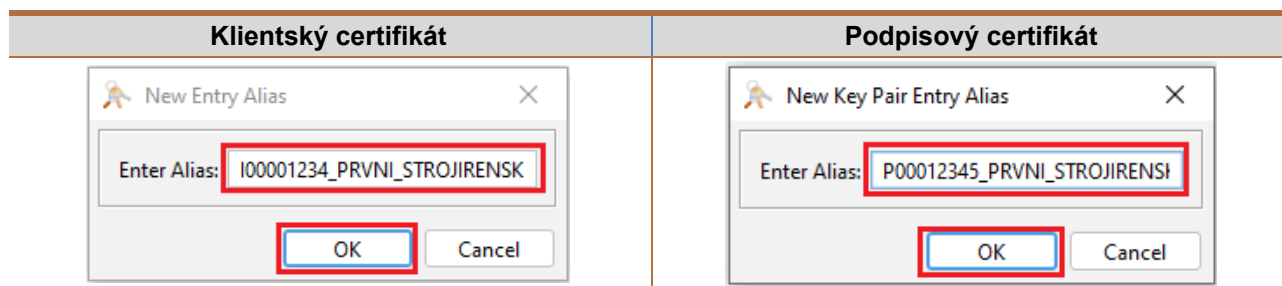 Klientský certifikát
Podpisový certifikát
New Entry Alias
Enter Alias: I00001234_PRVNI_STROJIRENSK
OK Cancel
New Key Pair Entry Alias
Enter Alias: P00012345_PRVNI_STROJIRENSK
OK Cancel